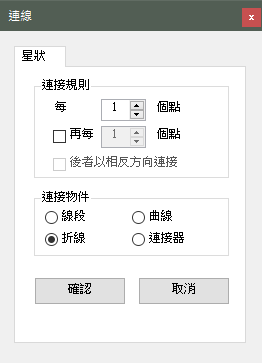 連線
星狀
連接規則
每 1 個點
再每 1 個點
後者以相反方向連接
連接物件
線段 曲線
折線 連接器
確認 取消